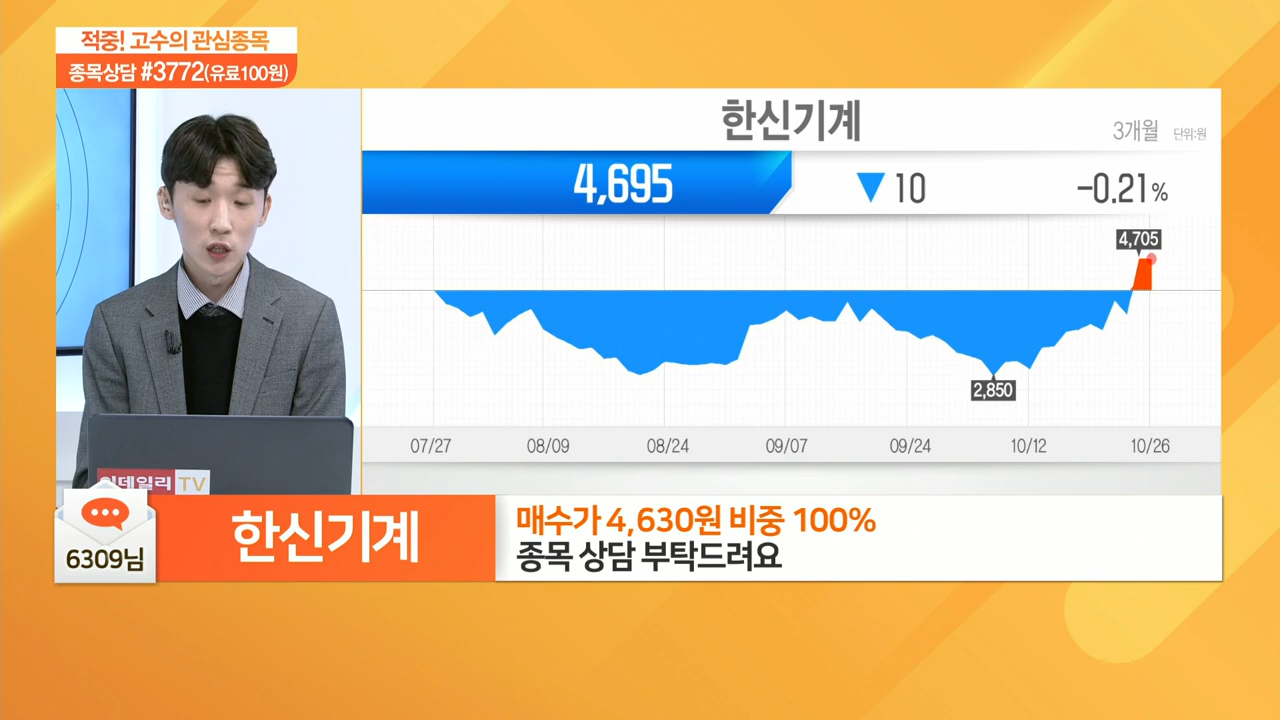 적중! 고수의 관심종목
종목상담 #3772(유료100원)
한신기계
3개월 단위:원
4,695 ▼10 -0.21%
4,705
2,850
07/27 08/09 08/24 09/07 09/24 10/12 10/26
이데일리 TV
6309님
한신기계
매수가 4,630원 비중 100%
종목 상담 부탁드려요